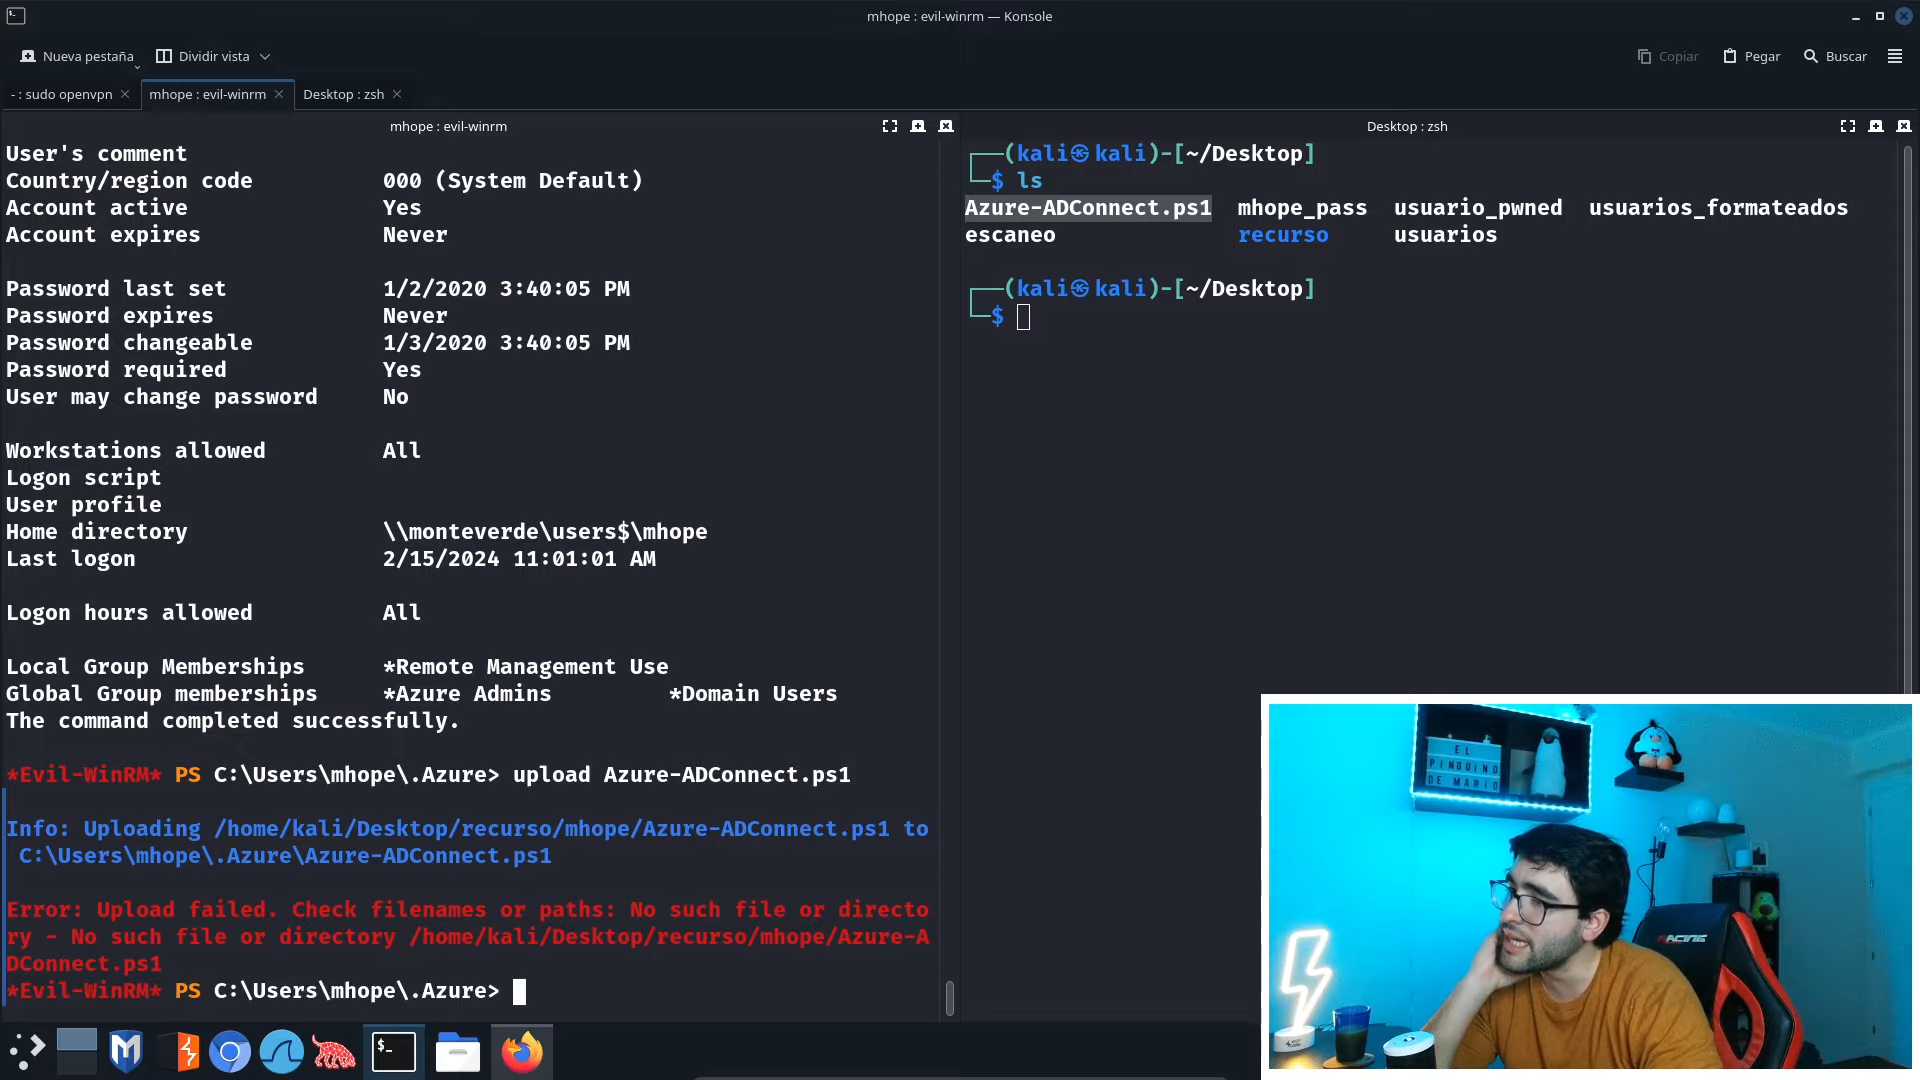 mhope : evil-winrm — Konsole
Nueva pestaña
Dividir vista
Copiar
Pegar
Buscar
- : sudo openvpn
mhope : evil-winrm
Desktop : zsh
mhope : evil-winrm
User's comment
Country/region code 000 (System Default)
Account active Yes
Account expires Never
Password last set 1/2/2020 3:40:05 PM
Password expires Never
Password changeable 1/3/2020 3:40:05 PM
Password required Yes
User may change password No
Workstations allowed All
Logon script
User profile
Home directory \\monteverde\users$\mhope
Last logon 2/15/2024 11:01:01 AM
Logon hours allowed All
Local Group Memberships *Remote Management Use
Global Group memberships *Azure Admins *Domain Users
The command completed successfully.
*Evil-WinRM* PS C:\Users\mhope\.Azure> upload Azure-ADConnect.ps1
Info: Uploading /home/kali/Desktop/recurso/mhope/Azure-ADConnect.ps1 to
C:\Users\mhope\.Azure\Azure-ADConnect.ps1
Error: Upload failed. Check filenames or paths: No such file or directo
ry - No such file or directory /home/kali/Desktop/recurso/mhope/Azure-A
DConnect.ps1
*Evil-WinRM* PS C:\Users\mhope\.Azure>
Desktop : zsh
┌──(kali㉿kali)-[~/Desktop]
└─$ ls
Azure-ADConnect.ps1 mhope_pass usuario_pwned usuarios_formateados
escaneo recurso usuarios
┌──(kali㉿kali)-[~/Desktop]
└─$
EL
PINGUINO
DE MARIO
RACING